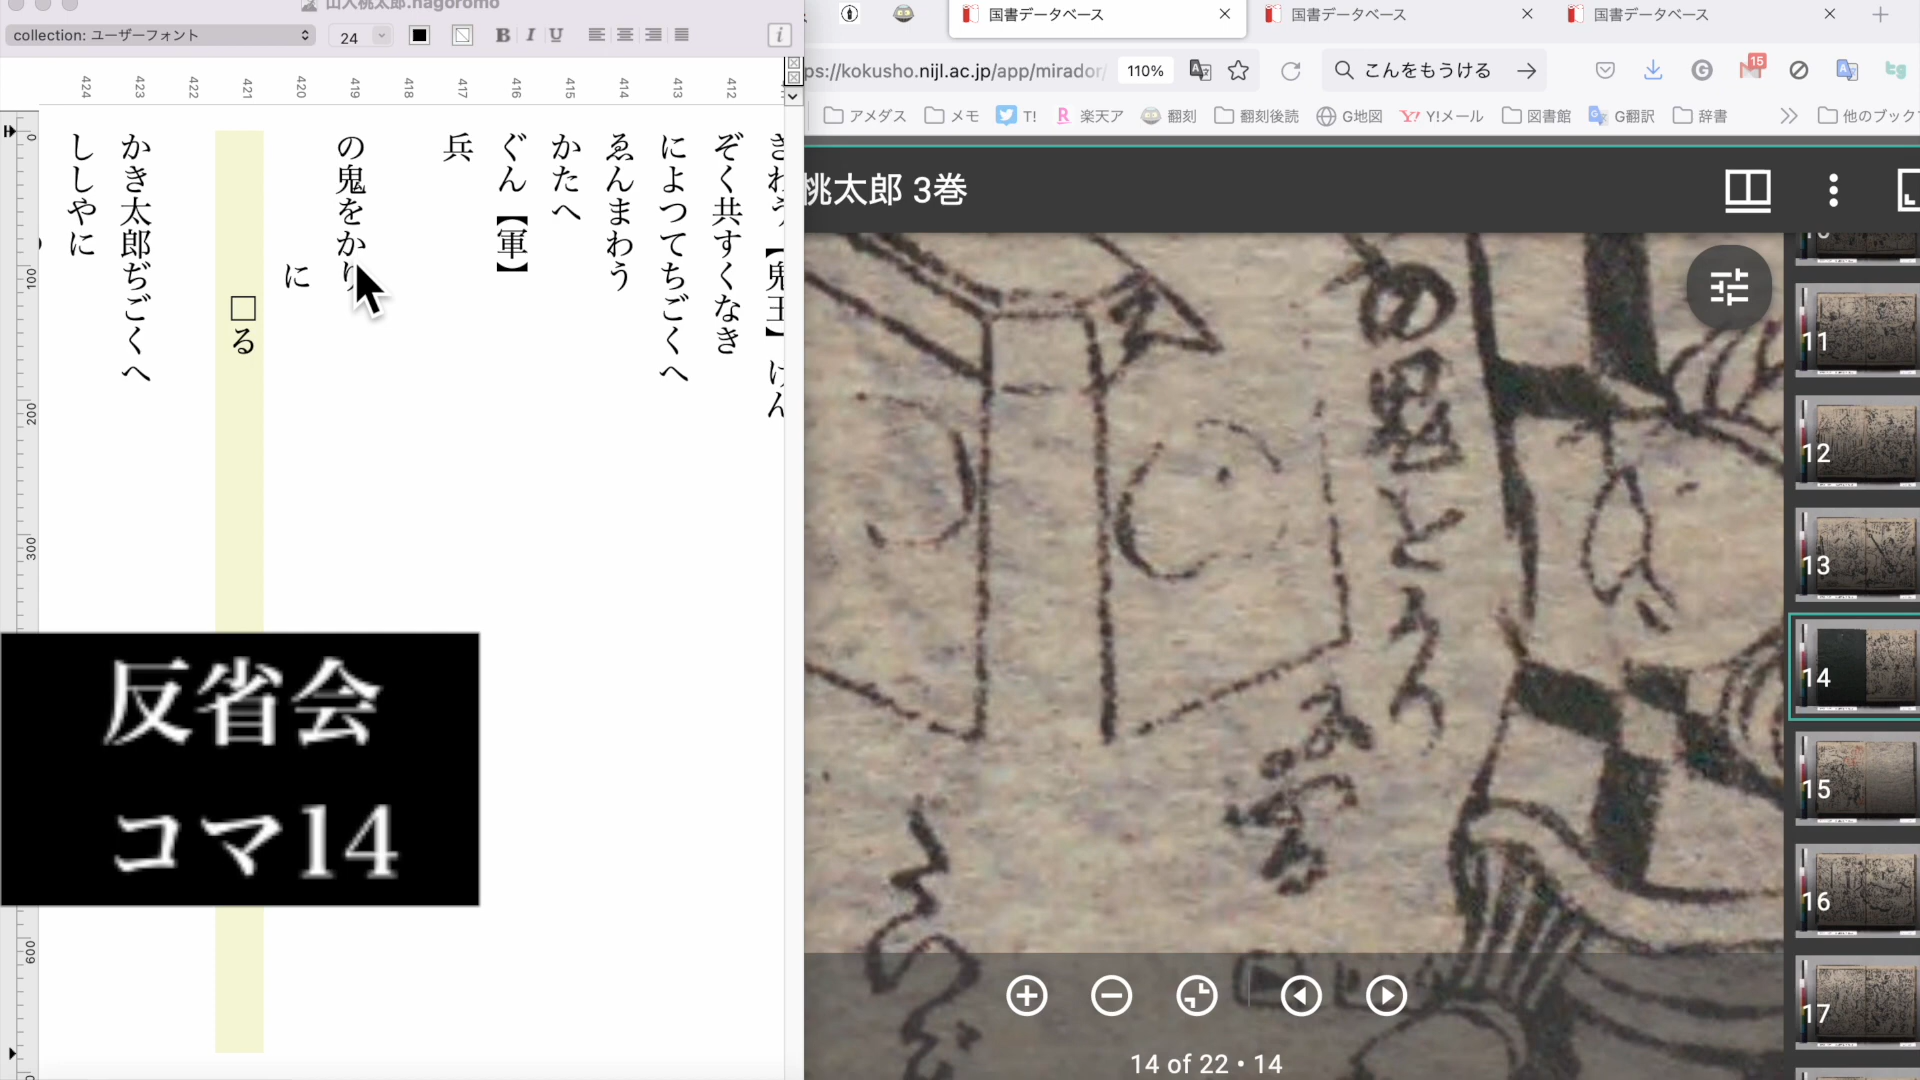 山人桃太郎.nagoromo
collection: ユーザーフォント
24
B I U
424 423 422 421 420 419 418 417 416 415 414 413 412
0
100
200
300
600
ぞく共すくなき
によつてちごくへ
ゑんまわう
かたへ
ぐん【軍】
兵
の鬼をかり
に
□る
かき太郎ぢごくへ
ししやに
反省会
コマ14
国書データベース
国書データベース
国書データベース
ps://kokusho.nijl.ac.jp/app/mirador/
110%
こんをもうける
15
アメダス
メモ
T!
楽天ア
翻刻
翻刻後読
G地図
Y!メール
図書館
G翻訳
辞書
他のブック
桃太郎 3巻
の鬼を
11
12
13
14
15
16
17
14 of 22 • 14